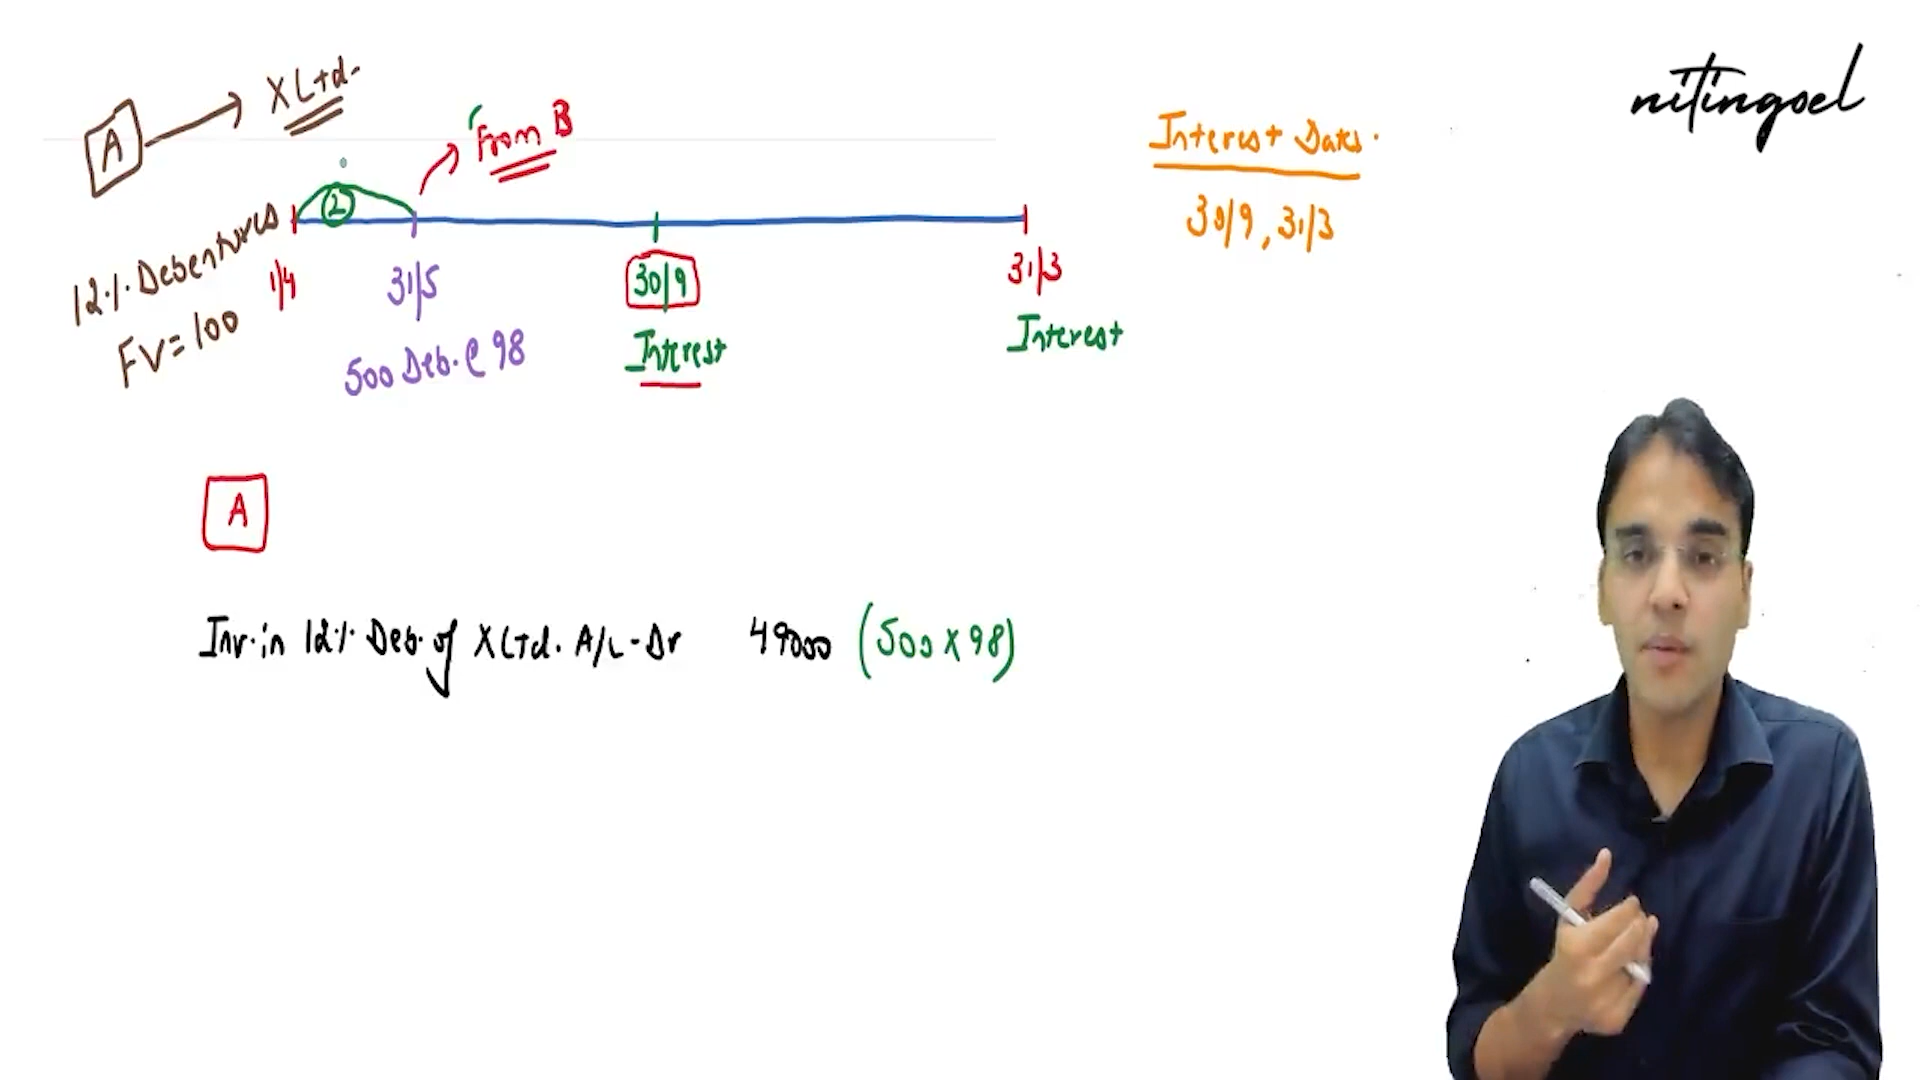 nitingoel
A
X Ltd.
From B
Interest Dates.
30/9, 31/3
2
12% Debentures
FV = 100
1/4
31/5
30/9
31/3
500 Deb. @ 98
Interest
Interest
A
Inv. in 12% Deb. of X Ltd. A/c - Dr 49000 (500 X 98)